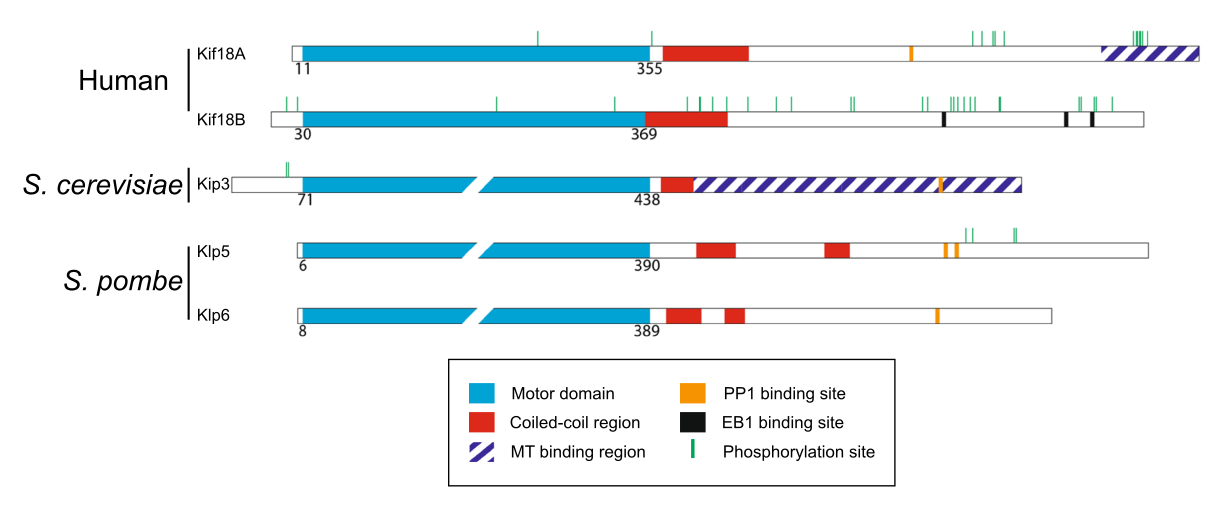 Human
Kif18A
11 355
Kif18B
30 369
S. cerevisiae
Kip3
71 438
S. pombe
Klp5
6 390
Klp6
8 389
Motor domain
Coiled-coil region
MT binding region
PP1 binding site
EB1 binding site
Phosphorylation site